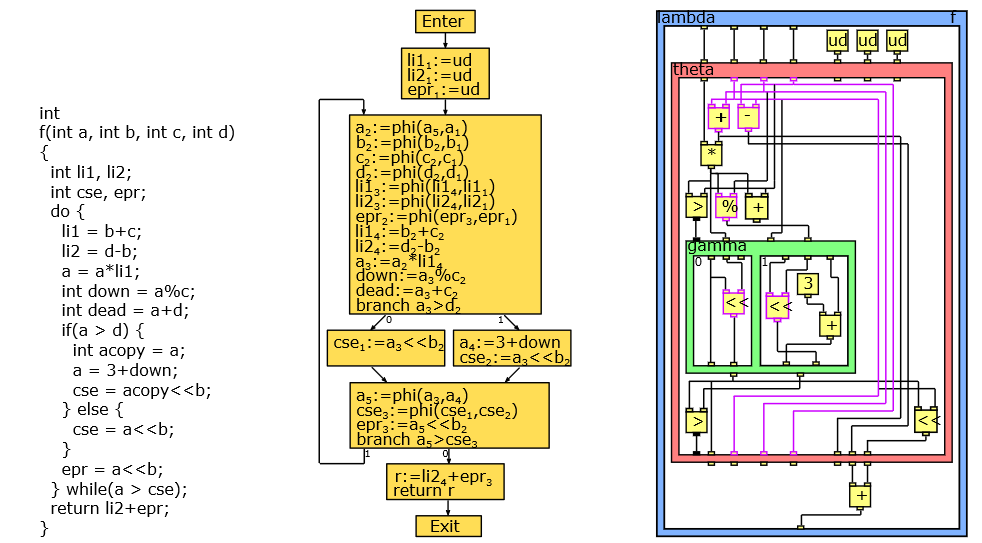 int
f(int a, int b, int c, int d)
{
int li1, li2;
int cse, epr;
do {
li1 = b+c;
li2 = d-b;
a = a*li1;
int down = a%c;
int dead = a+d;
if(a > d) {
int acopy = a;
a = 3+down;
cse = acopy<<b;
} else {
cse = a<<b;
}
epr = a<<b;
} while(a > cse);
return li2+epr;
}
Enter
li1₁:=ud
li2₁:=ud
epr₁:=ud
a₂:=phi(a₅,a₁)
b₂:=phi(b₂,b₁)
c₂:=phi(c₂,c₁)
d₂:=phi(d₂,d₁)
li1₃:=phi(li1₄,li1₁)
li2₃:=phi(li2₄,li2₁)
epr₂:=phi(epr₃,epr₁)
li1₄:=b₂+c₂
li2₄:=d₂-b₂
a₃:=a₂*li1₄
down:=a₃%c₂
dead:=a₃+c₂
branch a₃>d₂
0
1
cse₁:=a₃<<b₂
a₄:=3+down
cse₂:=a₃<<b₂
a₅:=phi(a₃,a₄)
cse₃:=phi(cse₁,cse₂)
epr₃:=a₅<<b₂
branch a₅>cse₃
1
0
r:=li2₄+epr₃
return r
Exit
lambda
f
ud
ud
ud
theta
+
-
*
>
%
+
gamma
0
1
<<
<<
3
+
>
<<
+